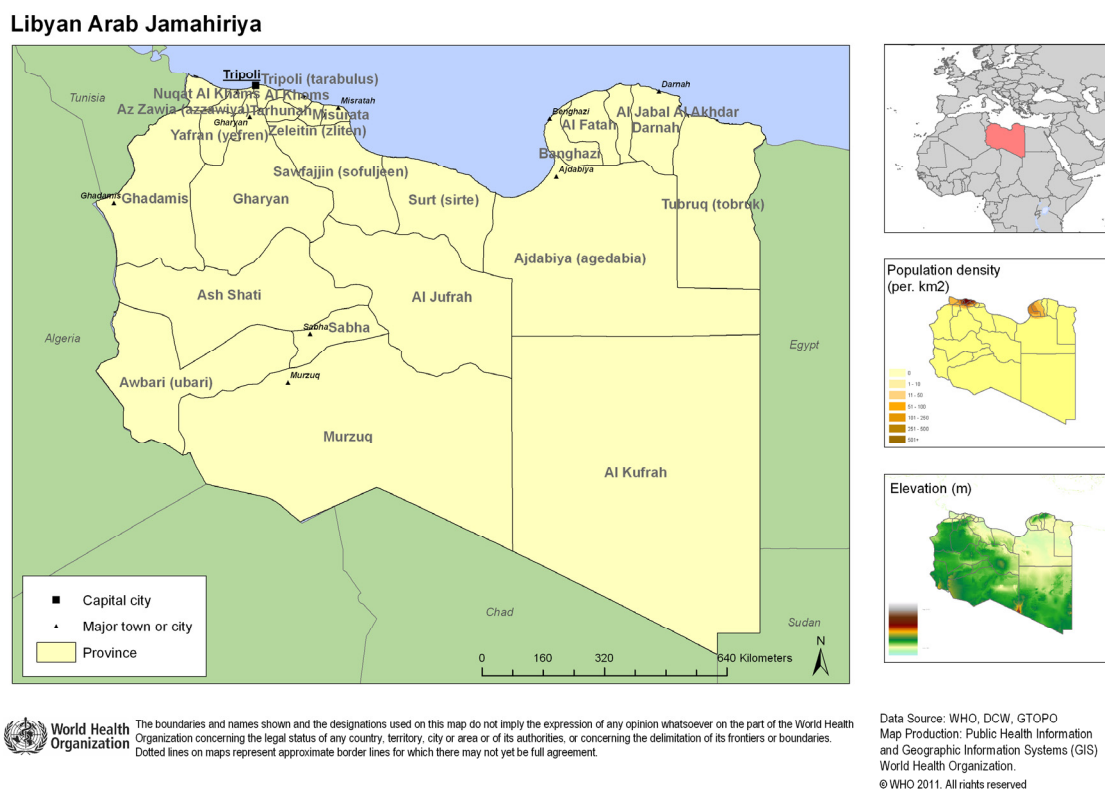 Libyan Arab Jamahiriya
Tripoli
Tripoli (tarabulus)
Tunisia
Nuqat Al Khams
Al Khoms
Misratah
Az Zawia (azzawiya)
Tarhunah
Misurata
Gharyan
Yafran (yefren)
Zeleitin (zliten)
Darnah
Benghazi
Al Jabal Al Akhdar
Al Fatah
Darnah
Banghazi
Ajdabiya
Sawfajjin (sofuljeen)
Ghadamis
Ghadamis
Gharyan
Surt (sirte)
Tubruq (tobruk)
Ajdabiya (agedabia)
Ash Shati
Al Jufrah
Sabha
Sabha
Algeria
Egypt
Murzuq
Awbari (ubari)
Murzuq
Al Kufrah
Chad
Sudan
Capital city
Major town or city
Province
0 160 320 640 Kilometers
N
Population density
(per. km2)
0
1 - 10
11 - 50
51 - 100
101 - 250
251 - 500
501+
Elevation (m)
World Health
Organization
The boundaries and names shown and the designations used on this map do not imply the expression of any opinion whatsoever on the part of the World Health
Organization concerning the legal status of any country, territory, city or area or of its authorities, or concerning the delimitation of its frontiers or boundaries.
Dotted lines on maps represent approximate border lines for which there may not yet be full agreement.
Data Source: WHO, DCW, GTOPO
Map Production: Public Health Information
and Geographic Information Systems (GIS)
World Health Organization.
© WHO 2011. All rights reserved